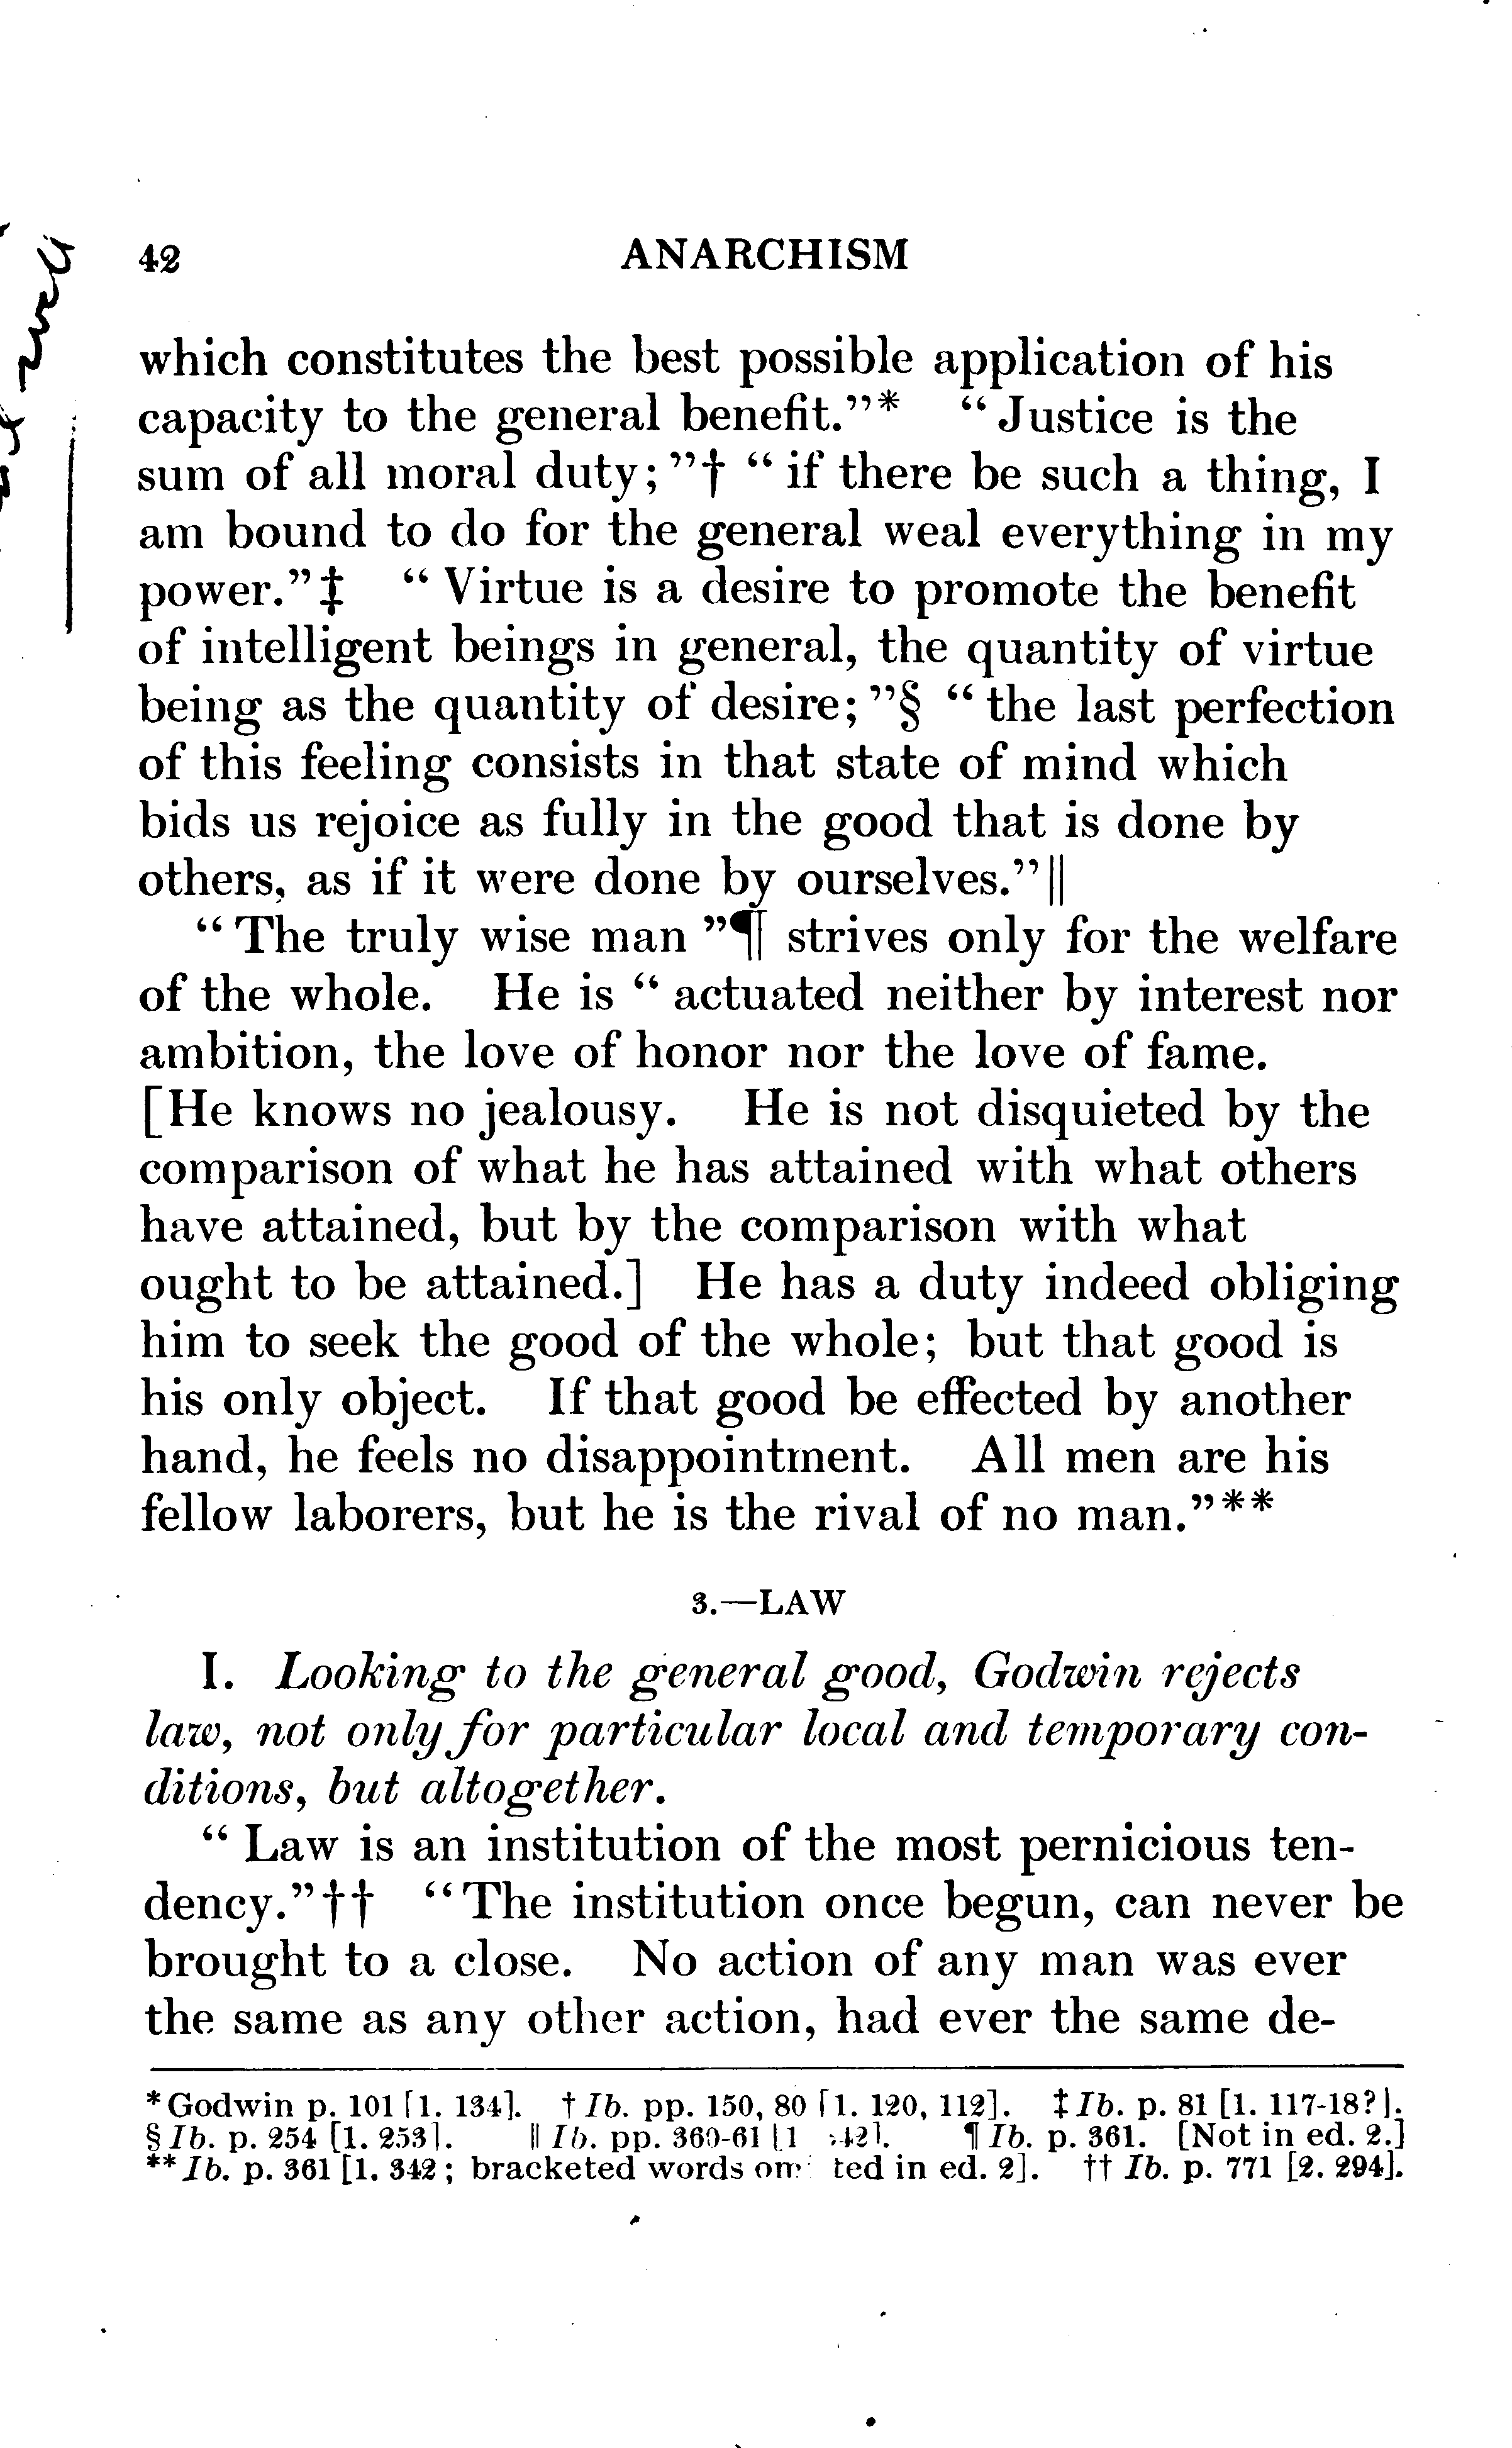 42 ANARCHISM
which constitutes the best possible application of his
capacity to the general benefit."* "Justice is the
sum of all moral duty;"† "if there be such a thing, I
am bound to do for the general weal everything in my
power."‡ "Virtue is a desire to promote the benefit
of intelligent beings in general, the quantity of virtue
being as the quantity of desire;"§ "the last perfection
of this feeling consists in that state of mind which
bids us rejoice as fully in the good that is done by
others, as if it were done by ourselves."||
"The truly wise man"¶ strives only for the welfare
of the whole. He is "actuated neither by interest nor
ambition, the love of honor nor the love of fame.
[He knows no jealousy. He is not disquieted by the
comparison of what he has attained with what others
have attained, but by the comparison with what
ought to be attained.] He has a duty indeed obliging
him to seek the good of the whole; but that good is
his only object. If that good be effected by another
hand, he feels no disappointment. All men are his
fellow laborers, but he is the rival of no man."**
3.—LAW
I. Looking to the general good, Godwin rejects
law, not only for particular local and temporary con-
ditions, but altogether.
"Law is an institution of the most pernicious ten-
dency."†† "The institution once begun, can never be
brought to a close. No action of any man was ever
the same as any other action, had ever the same de-
*Godwin p. 101 [1. 134]. †Ib. pp. 150, 80 [1. 120, 112]. ‡Ib. p. 81 [1. 117-18?].
§Ib. p. 254 [1. 253]. ||Ib. pp. 360-61 [1 42]. ¶Ib. p. 361. [Not in ed. 2.]
**Ib. p. 361 [1. 342; bracketed words in ed. 2]. ††Ib. p. 771 [2. 294].